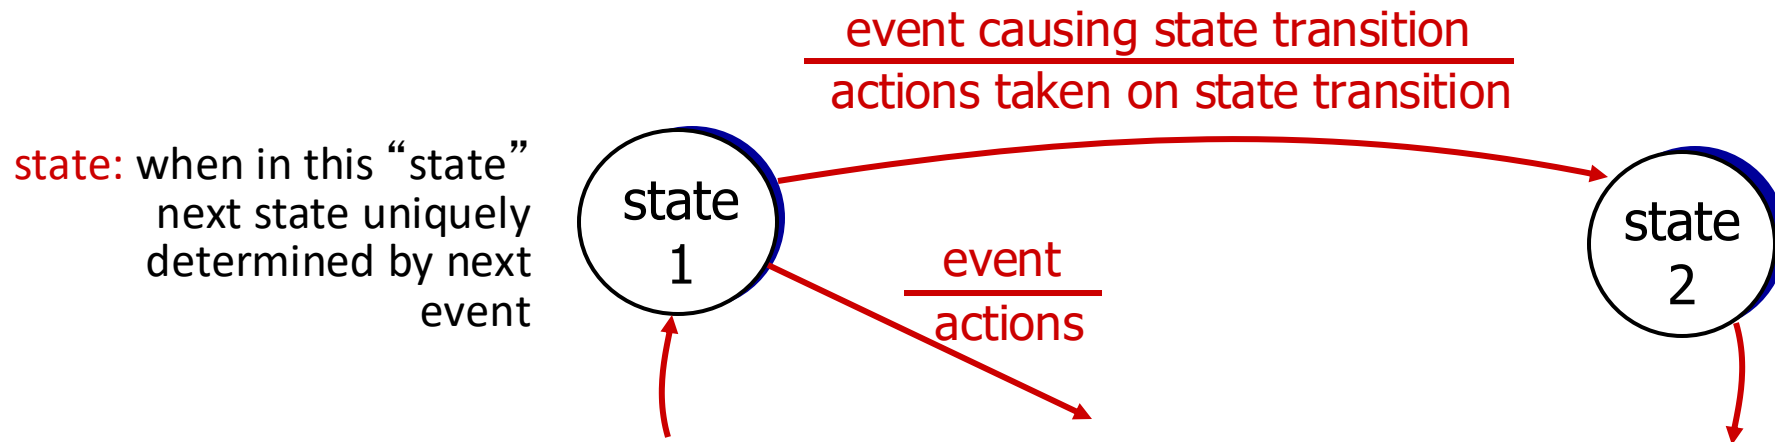 event causing state transition
actions taken on state transition
state: when in this “state”
next state uniquely
determined by next
event
state
1
event
actions
state
2